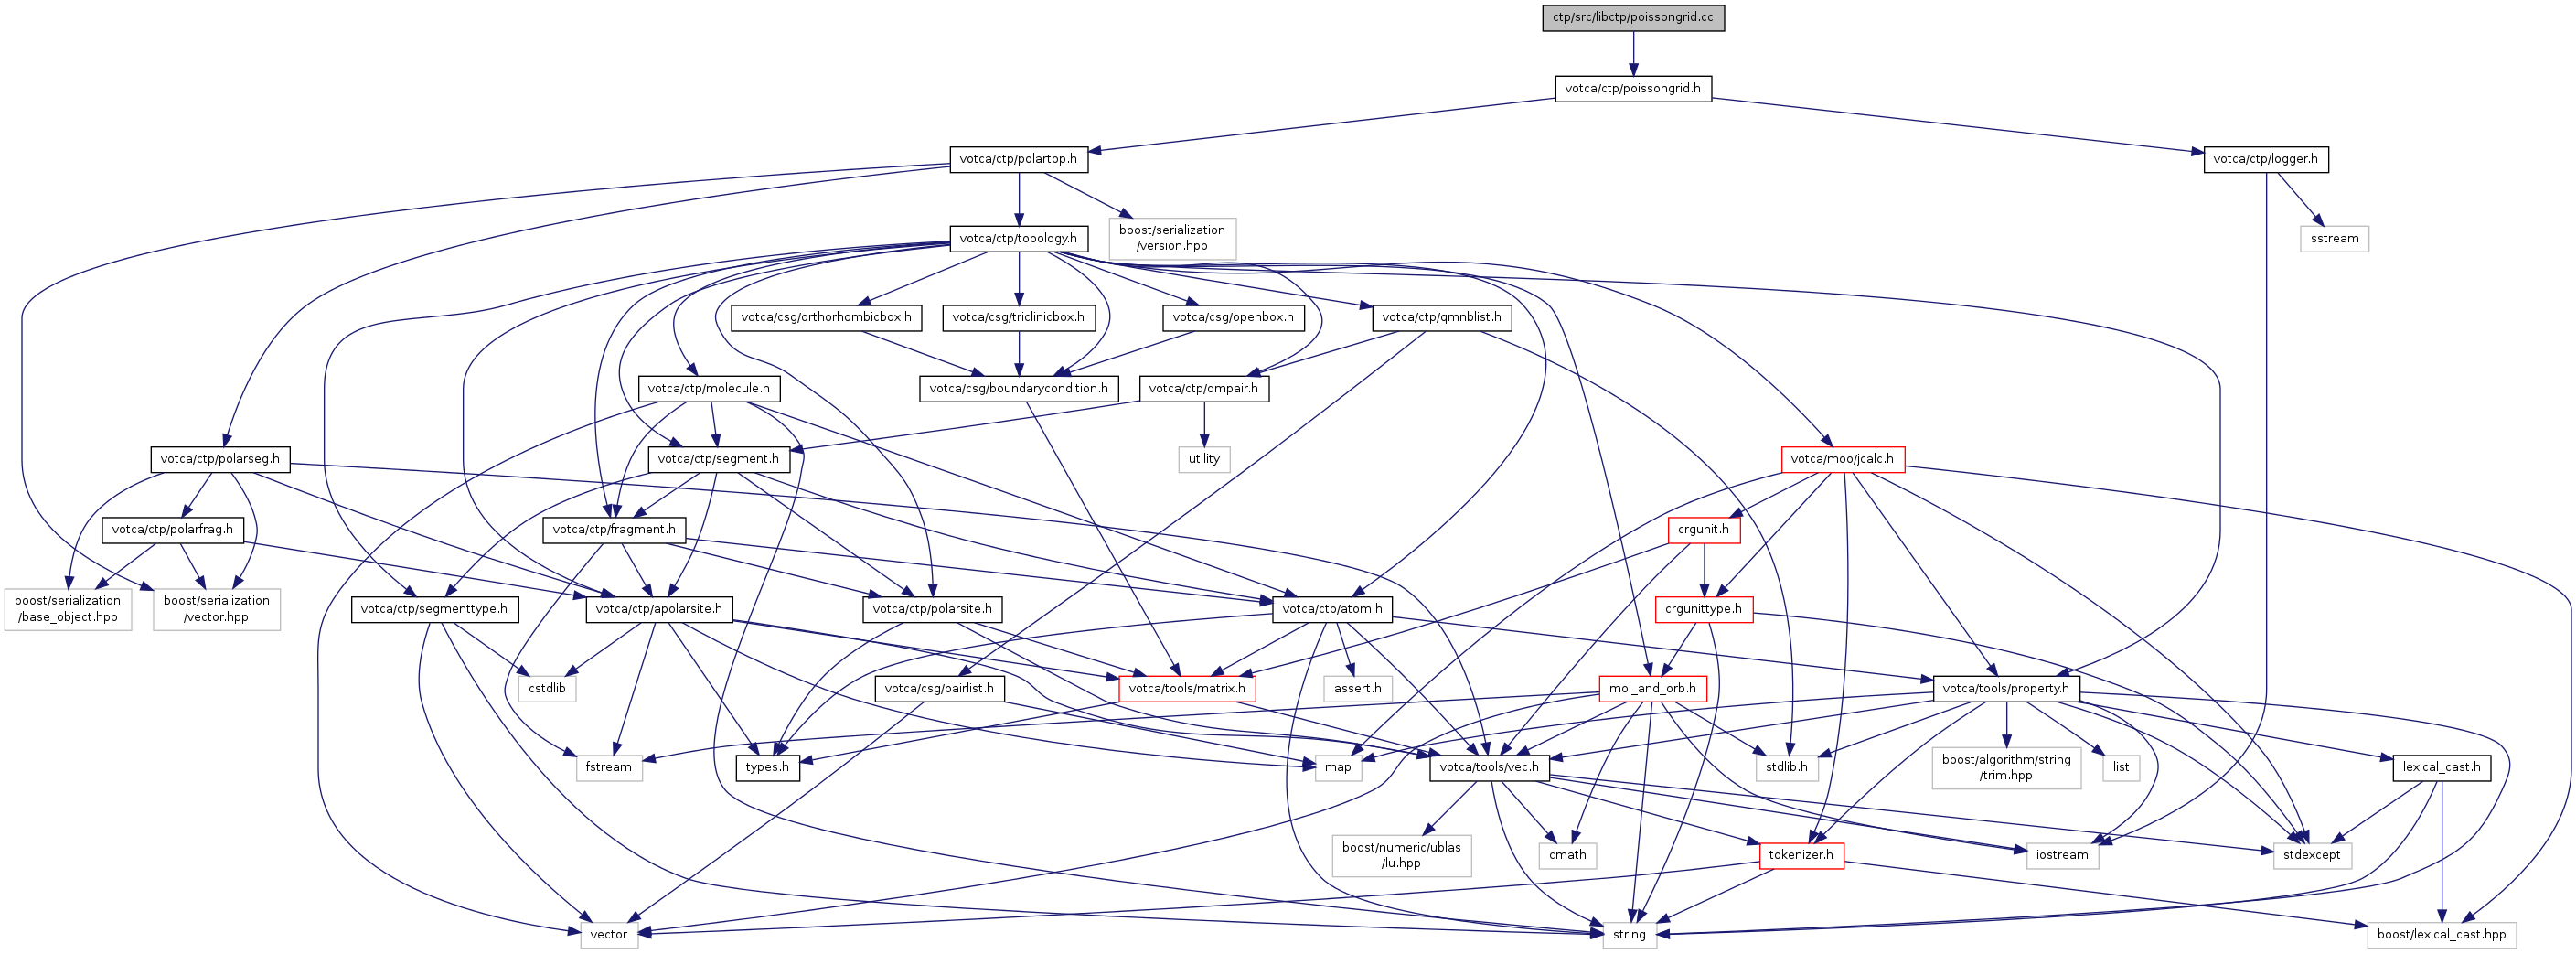 ctp/src/libctp/poissongrid.cc
votca/ctp/poissongrid.h
votca/ctp/polartop.h
votca/ctp/logger.h
boost/serialization
/version.hpp
votca/ctp/topology.h
sstream
votca/csg/orthorhombicbox.h
votca/csg/triclinicbox.h
votca/csg/openbox.h
votca/ctp/qmnblist.h
votca/ctp/molecule.h
votca/csg/boundarycondition.h
votca/ctp/qmpair.h
votca/ctp/polarseg.h
votca/ctp/segment.h
utility
votca/moo/jcalc.h
votca/ctp/polarfrag.h
votca/ctp/fragment.h
crgunit.h
boost/serialization
/base_object.hpp
boost/serialization
/vector.hpp
votca/ctp/segmenttype.h
votca/ctp/apolarsite.h
votca/ctp/polarsite.h
votca/ctp/atom.h
crgunittype.h
cstdlib
votca/csg/pairlist.h
votca/tools/matrix.h
assert.h
mol_and_orb.h
votca/tools/property.h
fstream
types.h
map
votca/tools/vec.h
stdlib.h
boost/algorithm/string
/trim.hpp
list
lexical_cast.h
boost/numeric/ublas
/lu.hpp
cmath
tokenizer.h
iostream
stdexcept
vector
string
boost/lexical_cast.hpp